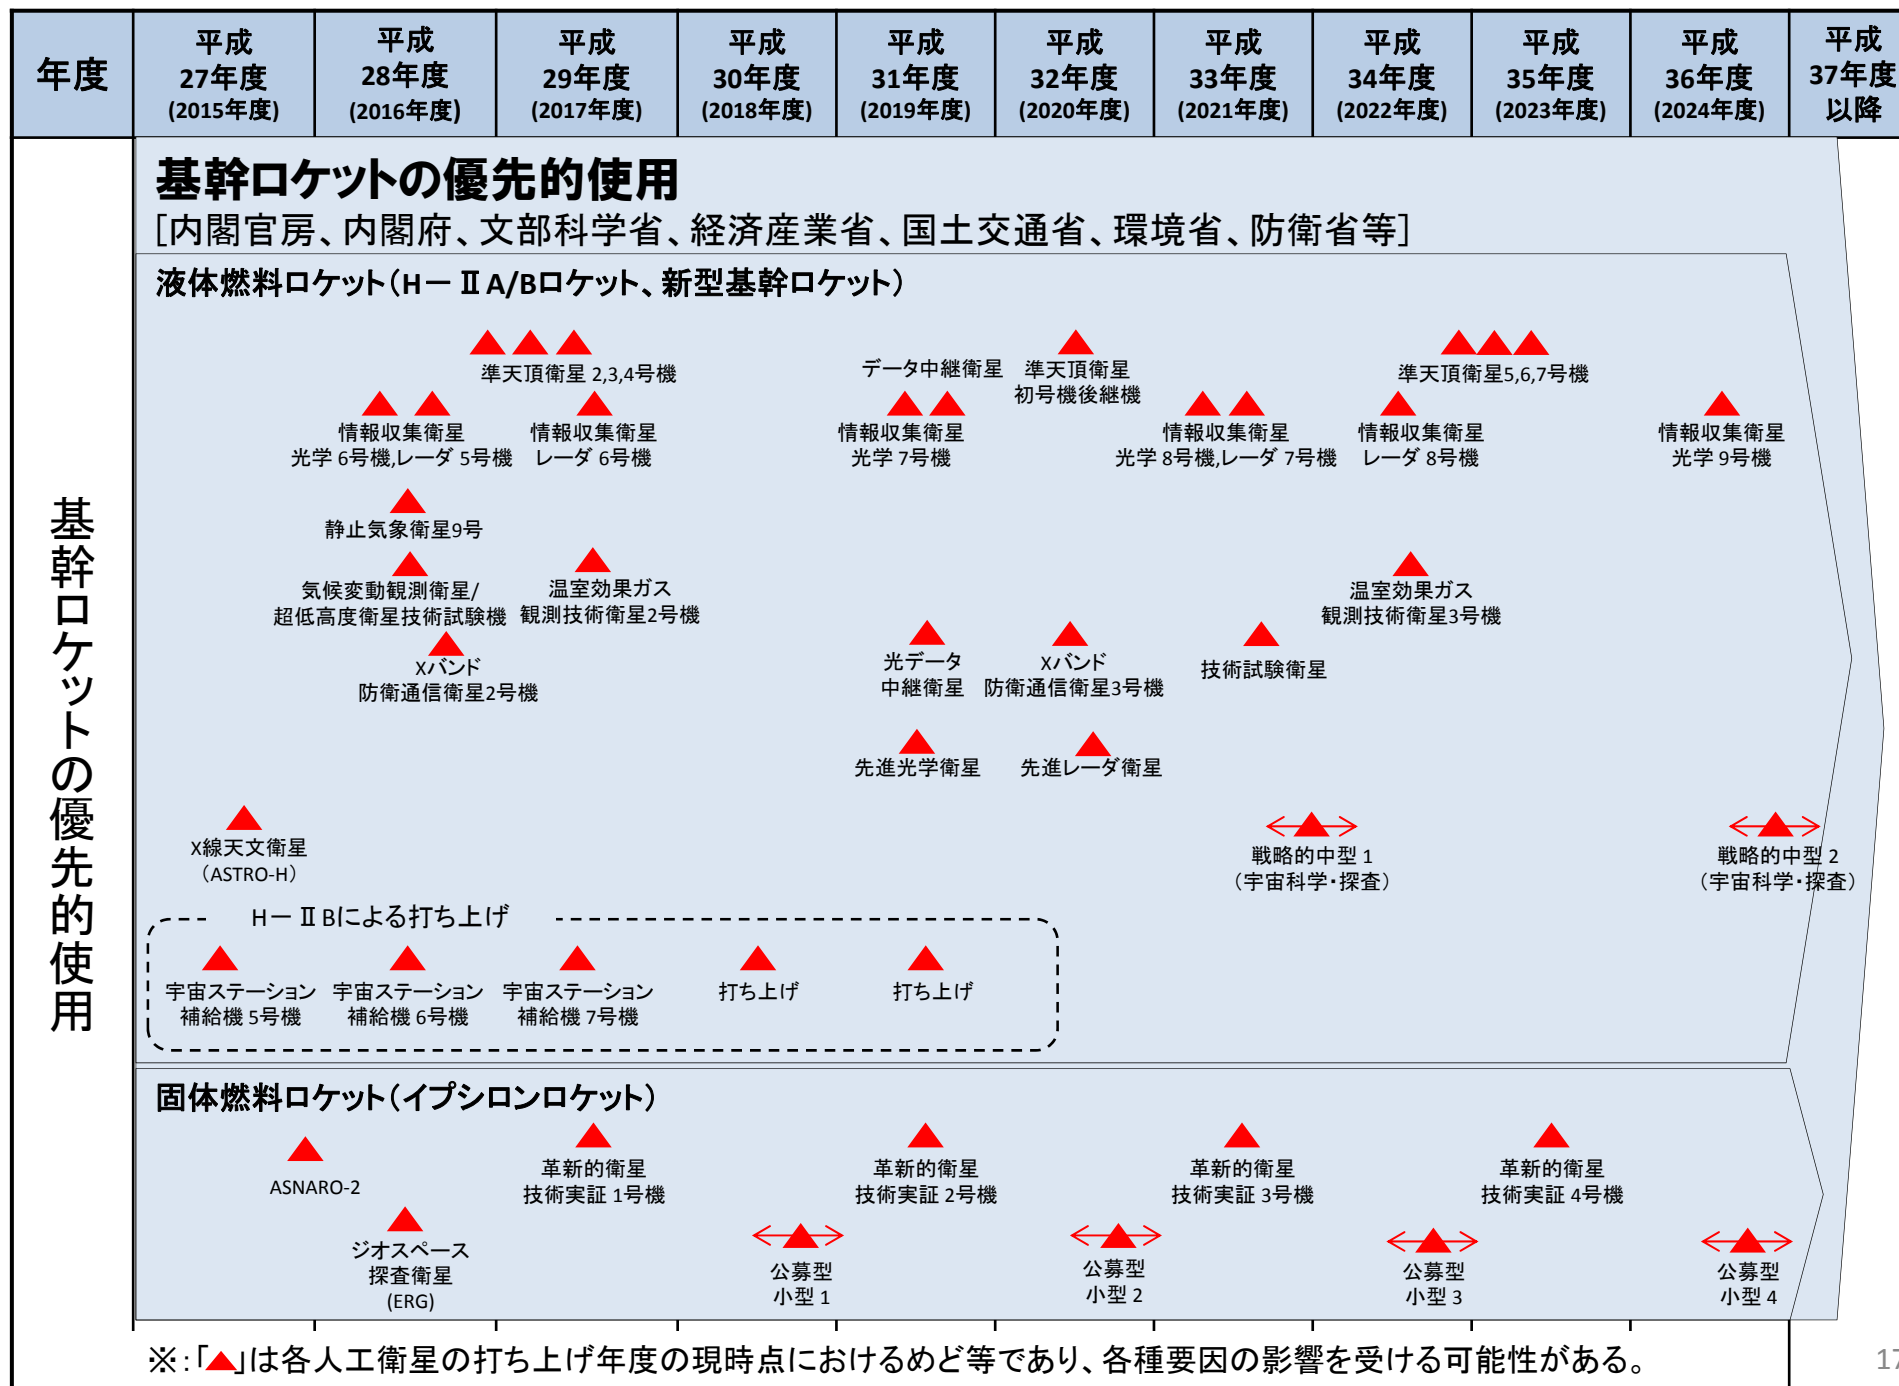 年度
平成
27年度
(2015年度)
平成
28年度
(2016年度)
平成
29年度
(2017年度)
平成
30年度
(2018年度)
平成
31年度
(2019年度)
平成
32年度
(2020年度)
平成
33年度
(2021年度)
平成
34年度
(2022年度)
平成
35年度
(2023年度)
平成
36年度
(2024年度)
平成
37年度
以降
基幹ロケットの優先的使用
基幹ロケットの優先的使用
[内閣官房、内閣府、文部科学省、経済産業省、国土交通省、環境省、防衛省等]
液体燃料ロケット(H-ⅡA/Bロケット、新型基幹ロケット)
準天頂衛星 2,3,4号機
データ中継衛星
準天頂衛星
初号機後継機
準天頂衛星5,6,7号機
情報収集衛星
光学 6号機,レーダ 5号機
情報収集衛星
レーダ 6号機
情報収集衛星
光学 7号機
情報収集衛星
光学 8号機,レーダ 7号機
情報収集衛星
レーダ 8号機
情報収集衛星
光学 9号機
静止気象衛星9号
気候変動観測衛星/
超低高度衛星技術試験機
温室効果ガス
観測技術衛星2号機
温室効果ガス
観測技術衛星3号機
Xバンド
防衛通信衛星2号機
光データ
中継衛星
Xバンド
防衛通信衛星3号機
技術試験衛星
先進光学衛星
先進レーダ衛星
X線天文衛星
(ASTRO-H)
戦略的中型 1
(宇宙科学・探査)
戦略的中型 2
(宇宙科学・探査)
H-ⅡBによる打ち上げ
宇宙ステーション
補給機 5号機
宇宙ステーション
補給機 6号機
宇宙ステーション
補給機 7号機
打ち上げ
打ち上げ
固体燃料ロケット(イプシロンロケット)
ASNARO-2
革新的衛星
技術実証 1号機
革新的衛星
技術実証 2号機
革新的衛星
技術実証 3号機
革新的衛星
技術実証 4号機
ジオスペース
探査衛星
(ERG)
公募型
小型 1
公募型
小型 2
公募型
小型 3
公募型
小型 4
※:「▲」は各人工衛星の打ち上げ年度の現時点におけるめど等であり、各種要因の影響を受ける可能性がある。
17